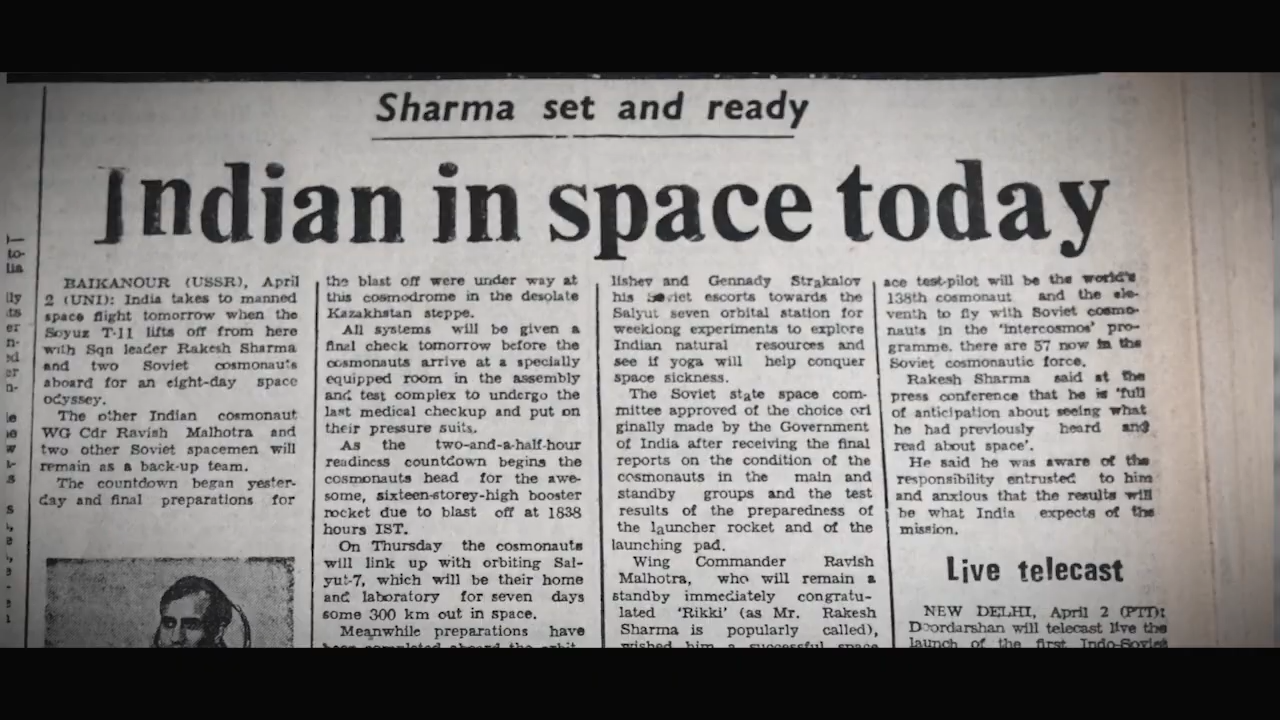 Sharma set and ready
Indian in space today
BAIKANOUR (USSR), April
2 (UNI): India takes to manned
space flight tomorrow when the
Soyuz T-11 lifts off from here
with Sqn leader Rakesh Sharma
and two Soviet cosmonauts
aboard for an eight-day space
odyssey.
The other Indian cosmonaut
WG Cdr Ravish Malhotra and
two other Soviet spacemen will
remain as a back-up team.
The countdown began yester-
day and final preparations for
the blast off were under way at
this cosmodrome in the desolate
Kazakhstan steppe.
All systems will be given a
final check tomorrow before the
cosmonauts arrive at a specially
equipped room in the assembly
and test complex to undergo the
last medical checkup and put on
their pressure suits.
As the two-and-a-half-hour
readiness countdown begins the
cosmonauts head for the awe-
some, sixteen-storey-high booster
rocket due to blast off at 1838
hours IST.
On Thursday the cosmonauts
will link up with orbiting Sal-
yut-7, which will be their home
and laboratory for seven days
some 300 km out in space.
Meanwhile preparations have
lishev and Gennady Strakalov
his Soviet escorts towards the
Salyut seven orbital station for
weeklong experiments to explore
Indian natural resources and
see if yoga will help conquer
space sickness.
The Soviet state space com-
mittee approved of the choice ori
ginally made by the Government
of India after receiving the final
reports on the condition of the
cosmonauts in the main and
standby groups and the test
results of the preparedness of
the launcher rocket and of the
launching pad.
Wing Commander Ravish
Malhotra, who will remain a
standby immediately congratu-
lated 'Rikki' (as Mr. Rakesh
Sharma is popularly called),
wished him a successful space
ace test-pilot will be the world's
138th cosmonaut and the ele-
venth to fly with Soviet cosmo-
nauts in the 'intercosmos' pro-
gramme. there are 57 now in the
Soviet cosmonautic force.
Rakesh Sharma said at the
press conference that he is 'full
of anticipation about seeing what
he had previously heard and
read about space'.
He said he was aware of the
responsibility entrusted to him
and anxious that the results will
be what India expects of the
mission.
Live telecast
NEW DELHI, April 2 (PTI):
Doordarshan will telecast live the
launch of the first Indo-Soviet